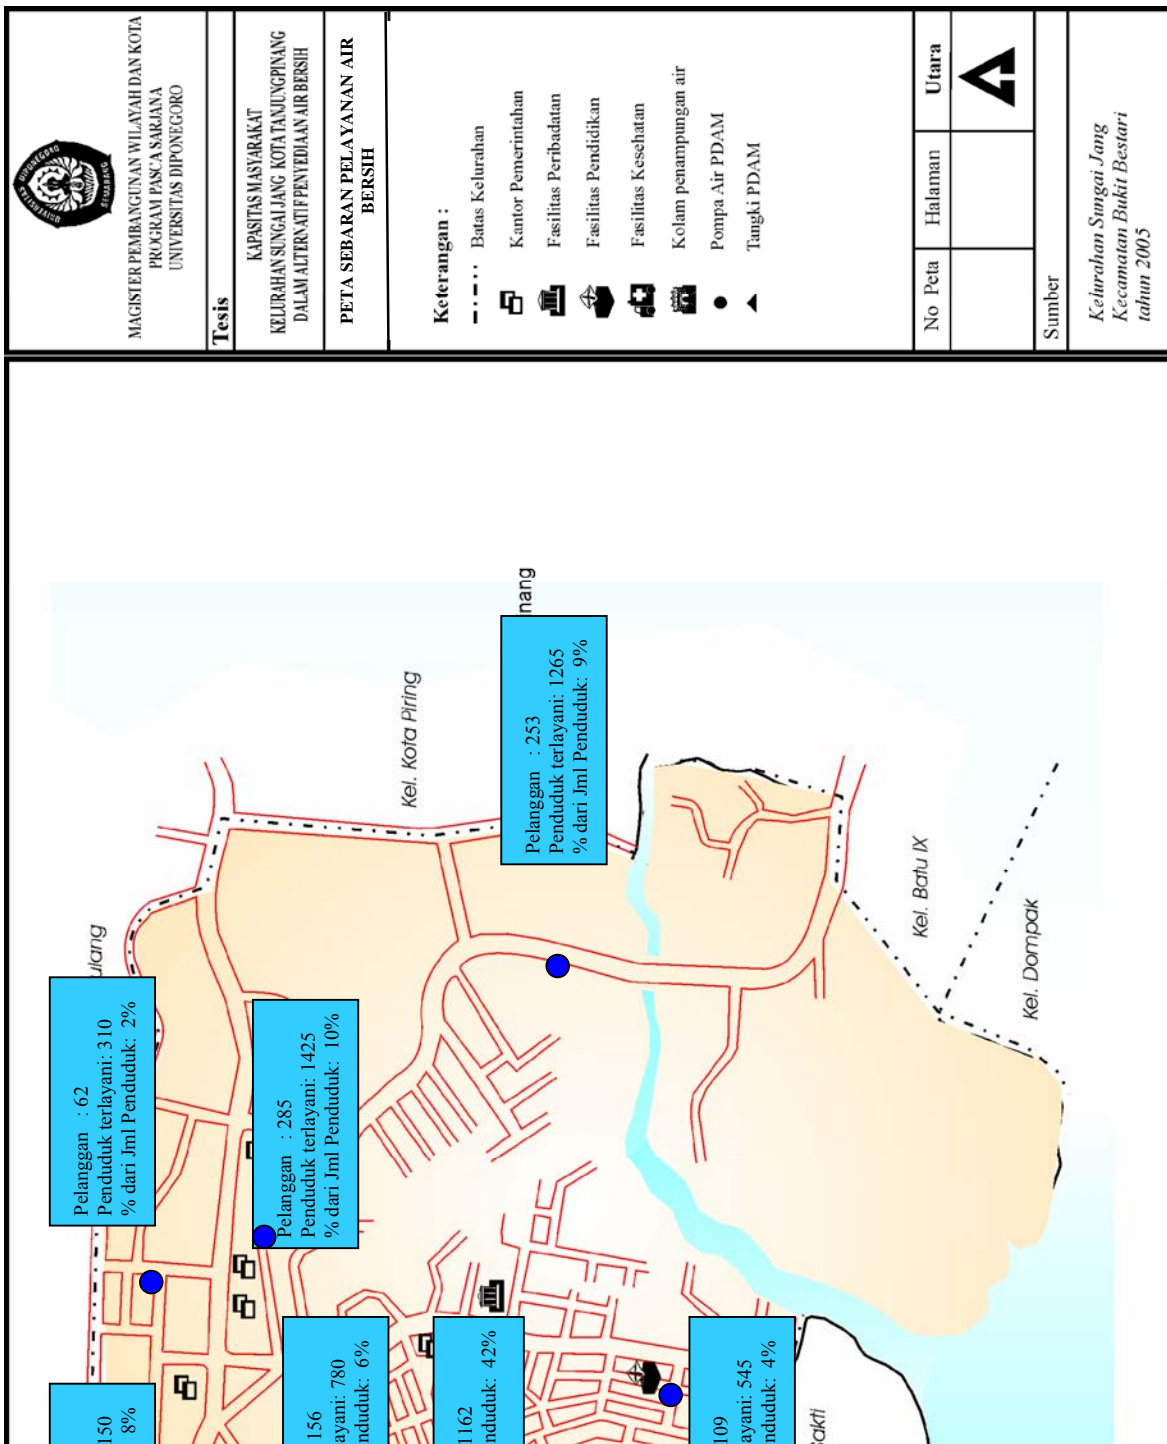 UNIVERSITAS DIPONEGORO
SEMARANG
MAGISTER PEMBANGUNAN WILAYAH DAN KOTA
PROGRAM PASCA SARJANA
UNIVERSITAS DIPONEGORO
Tesis
KAPASITAS MASYARAKAT
KELURAHAN SUNGAI JANG KOTA TANJUNGPINANG
DALAM ALTERNATIF PENYEDIAAN AIR BERSIH
PETA SEBARAN PELAYANAN AIR
BERSIH
Keterangan :
Batas Kelurahan
Kantor Pemerintahan
Fasilitas Peribadatan
Fasilitas Pendidikan
Fasilitas Kesehatan
Kolam penampungan air
Pompa Air PDAM
Tangki PDAM
No Peta Halaman Utara
Sumber
Kelurahan Sungai Jang
Kecamatan Bukit Bestari
tahun 2005
ulang
Kel. Kota Piring
nang
Kel. Batu IX
Kel. Dompak
Pelanggan : 62
Penduduk terlayani: 310
% dari Jml Penduduk: 2%
Pelanggan : 285
Penduduk terlayani: 1425
% dari Jml Penduduk: 10%
Pelanggan : 253
Penduduk terlayani: 1265
% dari Jml Penduduk: 9%
150
8%
156
ayani: 780
nduduk: 6%
1162
nduduk: 42%
109
ayani: 545
nduduk: 4%
Sakti